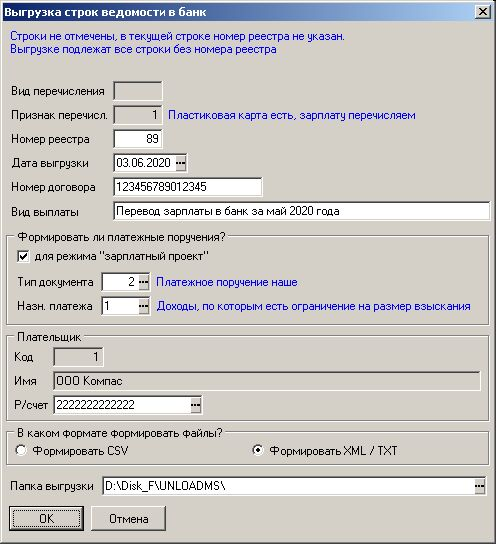 Выгрузка строк ведомости в банк
Строки не отмечены, в текущей строке номер реестра не указан.
Выгрузке подлежат все строки без номера реестра
Вид перечисления
Признак перечисл. 1 Пластиковая карта есть, зарплату перечисляем
Номер реестра 89
Дата выгрузки 03.06.2020 ...
Номер договора 123456789012345
Вид выплаты Перевод зарплаты в банк за май 2020 года
Формировать ли платежные поручения?
для режима "зарплатный проект"
Тип документа 2 ... Платежное поручение наше
Назн. платежа 1 ... Доходы, по которым есть ограничение на размер взыскания
Плательщик
Код 1
Имя ООО Компас
Р/счет 2222222222222 ...
В каком формате формировать файлы?
Формировать CSV Формировать XML / TXT
Папка выгрузки D:\Disk_F\UNLOADMS\ ...
OK Отмена